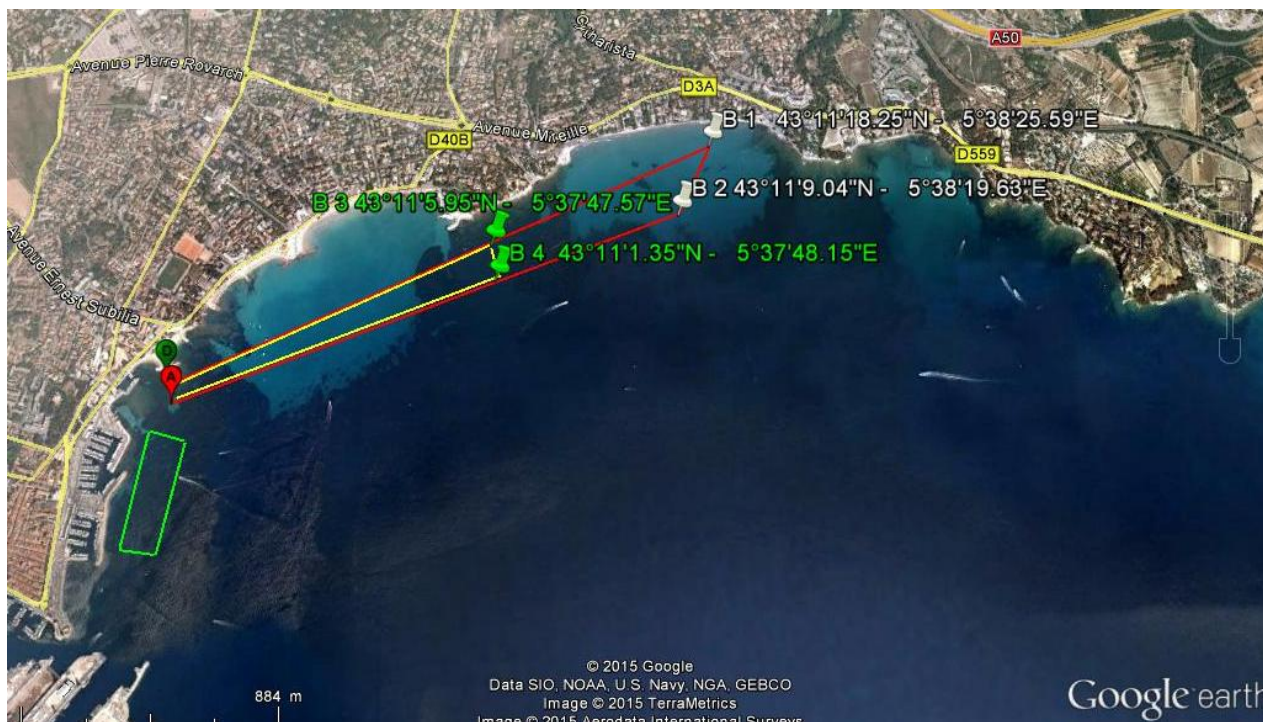 A50
Avenue Pierre Rovarch
D3A
Avenue Mireille
D40B
B 1 43°11'18.25"N - 5°38'25.59"E
D559
B 2 43°11'9.04"N - 5°38'19.63"E
B 3 43°11'5.95"N - 5°37'47.57"E
B 4 43°11'1.35"N - 5°37'48.15"E
Avenue Ernest Subilia
D
A
© 2015 Google
Data SIO, NOAA, U.S. Navy, NGA, GEBCO
Image © 2015 TerraMetrics
Image © 2015 Aerodata International Surveys
884 m
Google earth